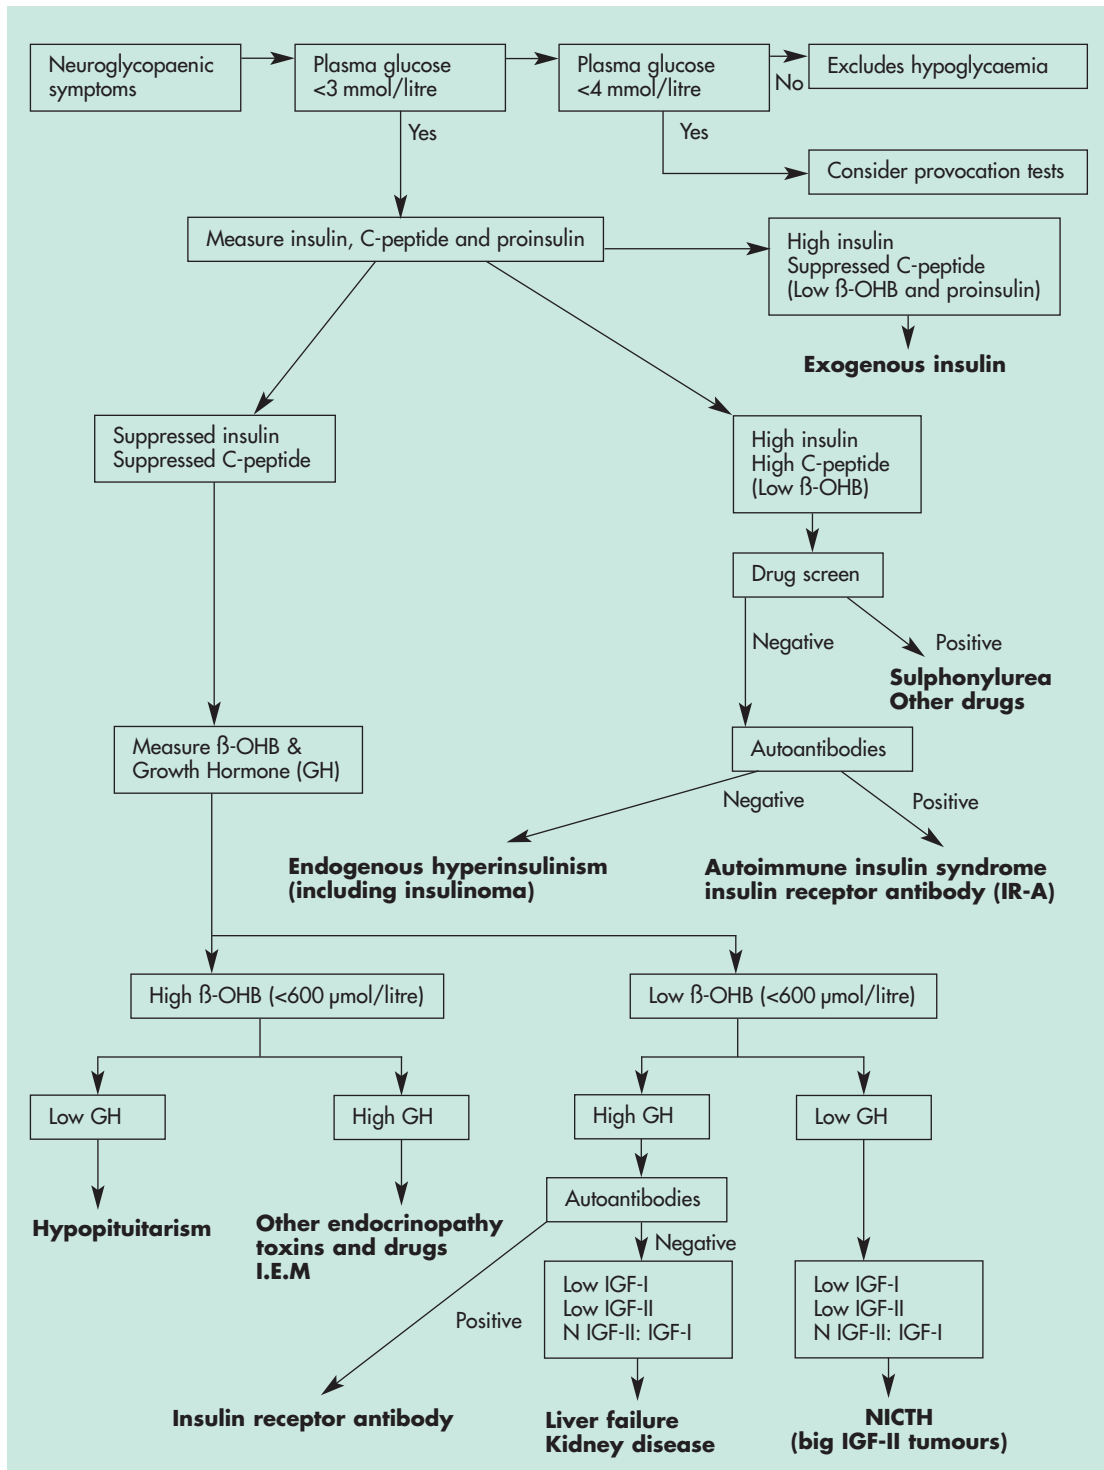 Neuroglycopaenic
symptoms
Plasma glucose
<3 mmol/litre
Plasma glucose
<4 mmol/litre
No
Excludes hypoglycaemia
Yes
Yes
Consider provocation tests
Measure insulin, C-peptide and proinsulin
High insulin
Suppressed C-peptide
(Low ß-OHB and proinsulin)
Exogenous insulin
Suppressed insulin
Suppressed C-peptide
High insulin
High C-peptide
(Low ß-OHB)
Drug screen
Negative
Positive
Sulphonylurea
Other drugs
Measure ß-OHB &
Growth Hormone (GH)
Autoantibodies
Negative
Positive
Endogenous hyperinsulinism
(including insulinoma)
Autoimmune insulin syndrome
insulin receptor antibody (IR-A)
High ß-OHB (<600 µmol/litre)
Low ß-OHB (<600 µmol/litre)
Low GH
High GH
High GH
Low GH
Hypopituitarism
Other endocrinopathy
toxins and drugs
I.E.M
Autoantibodies
Negative
Positive
Low IGF-I
Low IGF-II
N IGF-II: IGF-I
Low IGF-I
Low IGF-II
N IGF-II: IGF-I
Insulin receptor antibody
Liver failure
Kidney disease
NICTH
(big IGF-II tumours)